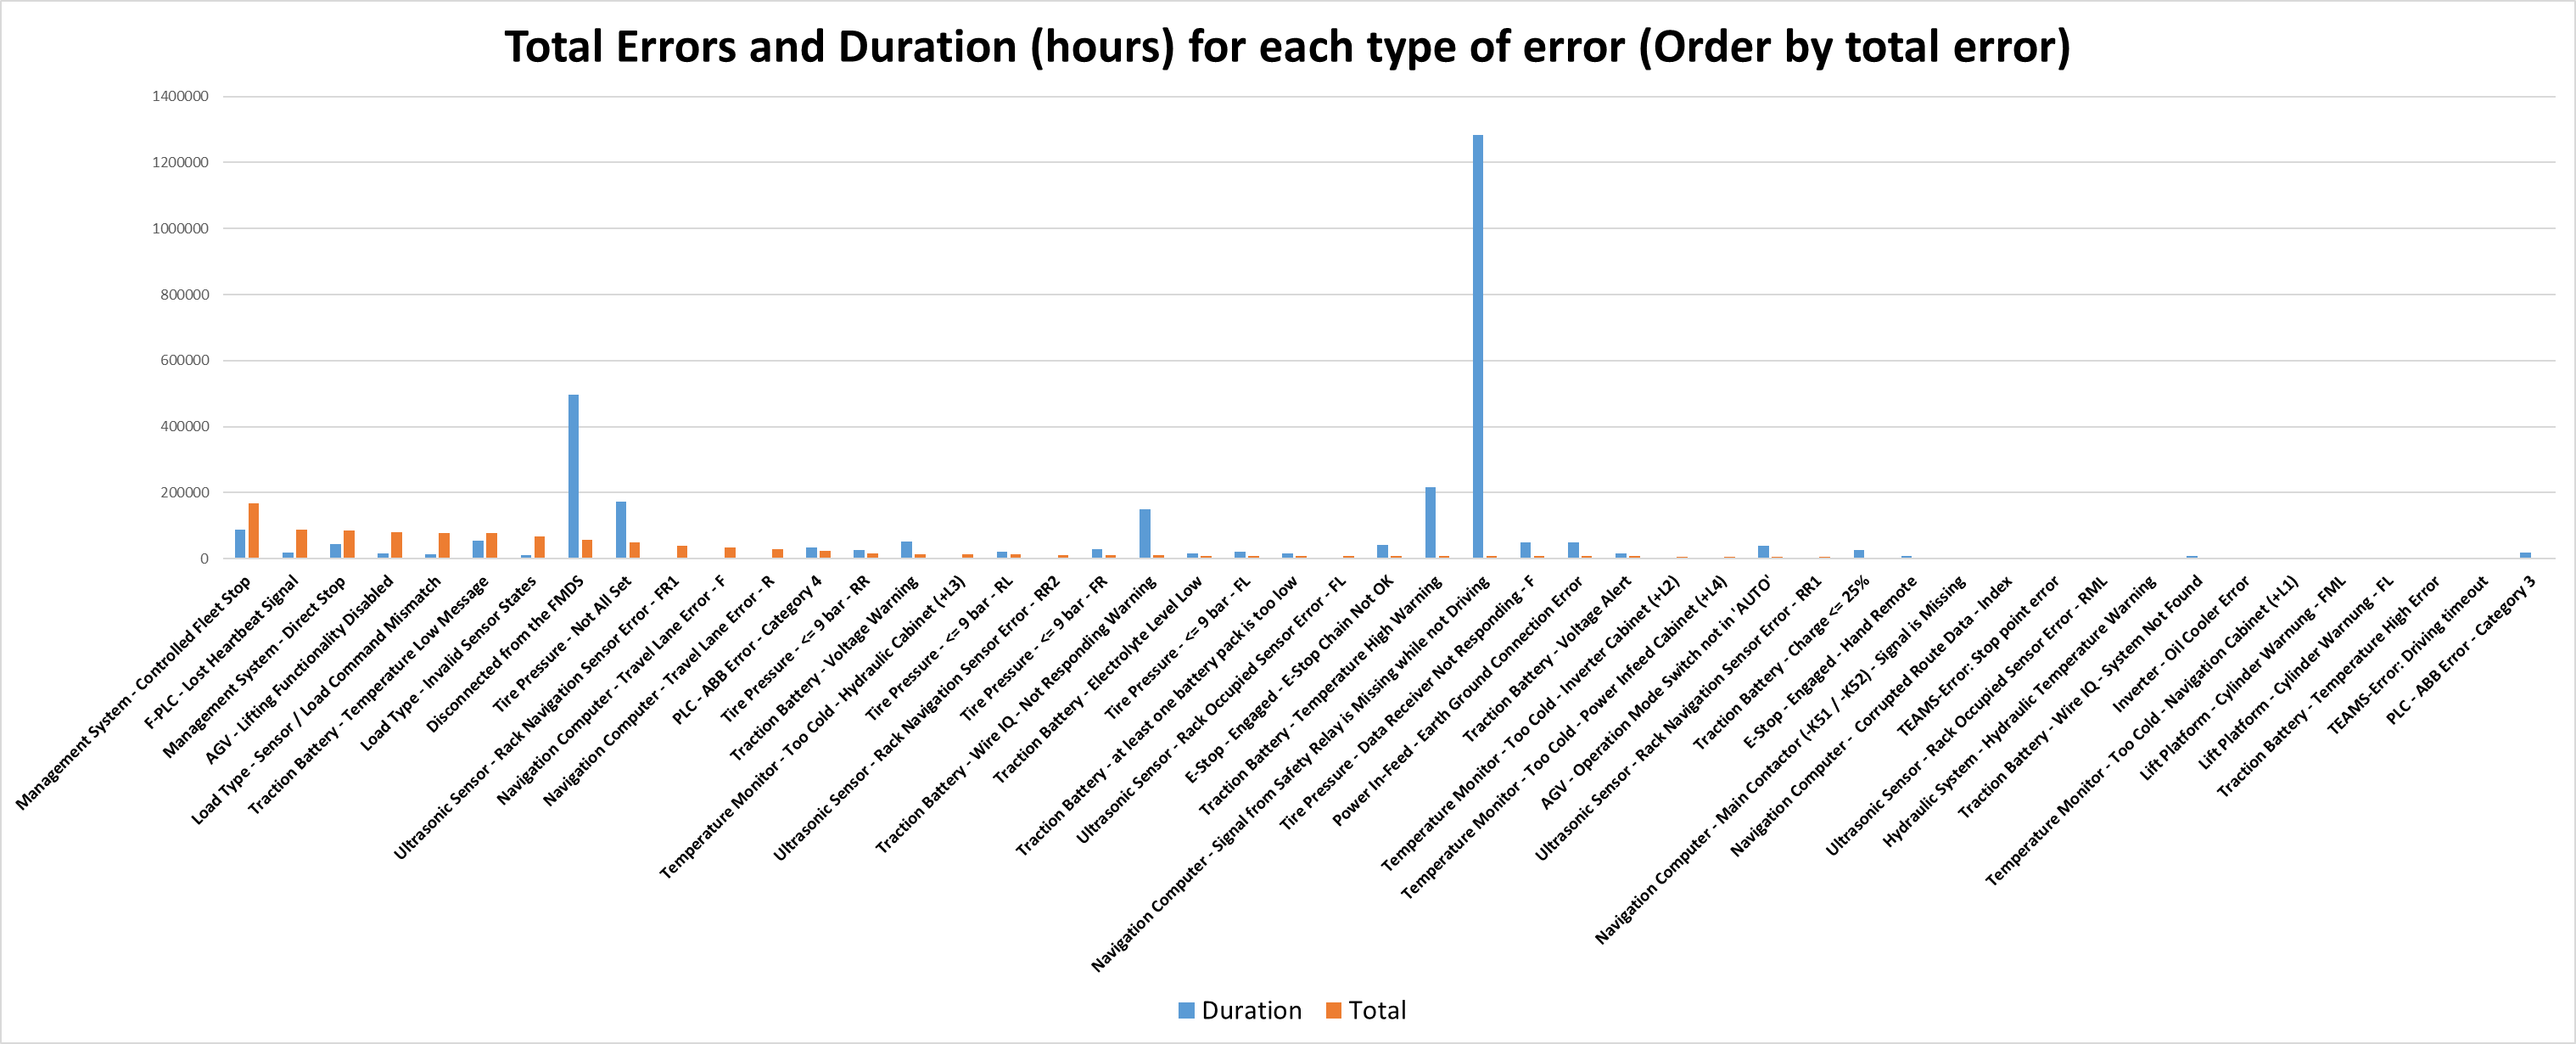 Total Errors and Duration (hours) for each type of error (Order by total error)
1400000
1200000
1000000
800000
600000
400000
200000
0
Management System - Controlled Fleet Stop
F-PLC - Lost Heartbeat Signal
Management System - Direct Stop
AGV - Lifting Functionality Disabled
Load Type - Sensor / Load Command Mismatch
Traction Battery - Temperature Low Message
Load Type - Invalid Sensor States
Disconnected from the FMDS
Tire Pressure - Not All Set
Ultrasonic Sensor - Rack Navigation Sensor Error - FR1
Navigation Computer - Travel Lane Error - F
Navigation Computer - Travel Lane Error - R
PLC - ABB Error - Category 4
Tire Pressure - <= 9 bar - RR
Traction Battery - Voltage Warning
Temperature Monitor - Too Cold - Hydraulic Cabinet (+L3)
Tire Pressure - <= 9 bar - RL
Ultrasonic Sensor - Rack Navigation Sensor Error - RR2
Tire Pressure - <= 9 bar - FR
Traction Battery - Wire IQ - Not Responding Warning
Traction Battery - Electrolyte Level Low
Tire Pressure - <= 9 bar - FL
Traction Battery - at least one battery pack is too low
Ultrasonic Sensor - Rack Occupied Sensor Error - FL
E-Stop - Engaged - E-Stop Chain Not OK
Traction Battery - Temperature High Warning
Navigation Computer - Signal from Safety Relay is Missing while not Driving
Tire Pressure - Data Receiver Not Responding - F
Power In-Feed - Earth Ground Connection Error
Traction Battery - Voltage Alert
Temperature Monitor - Too Cold - Inverter Cabinet (+L2)
Temperature Monitor - Too Cold - Power Infeed Cabinet (+L4)
AGV - Operation Mode Switch not in 'AUTO'
Ultrasonic Sensor - Rack Navigation Sensor Error - RR1
Traction Battery - Charge <= 25%
E-Stop - Engaged - Hand Remote
Navigation Computer - Main Contactor (-K51 / -K52) - Signal is Missing
Navigation Computer - Corrupted Route Data - Index
TEAMS-Error: Stop point error
Ultrasonic Sensor - Rack Occupied Sensor Error - RML
Hydraulic System - Hydraulic Temperature Warning
Traction Battery - Wire IQ - System Not Found
Inverter - Oil Cooler Error
Temperature Monitor - Too Cold - Navigation Cabinet (+L1)
Lift Platform - Cylinder Warnung - FML
Lift Platform - Cylinder Warnung - FL
Traction Battery - Temperature High Error
TEAMS-Error: Driving timeout
PLC - ABB Error - Category 3
Duration
Total